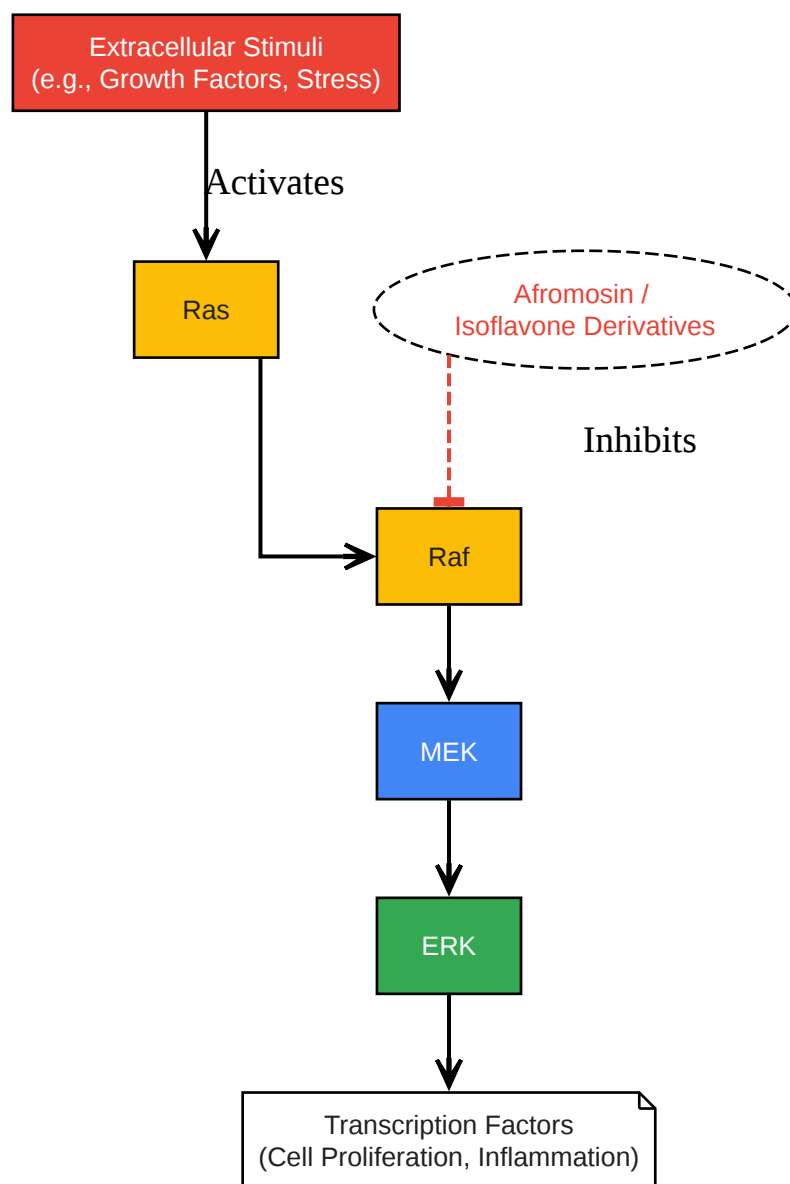 Extracellular Stimuli
(e.g., Growth Factors, Stress)
Activates
Ras
Afromosin /
Isoflavone Derivatives
Inhibits
Raf
MEK
ERK
Transcription Factors
(Cell Proliferation, Inflammation)